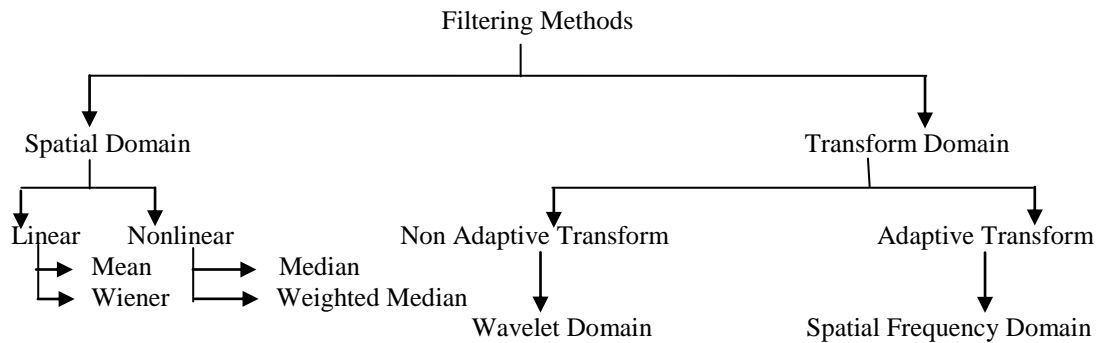 Filtering Methods
Spatial Domain
Transform Domain
Linear
Nonlinear
Non Adaptive Transform
Adaptive Transform
Mean
Median
Wiener
Weighted Median
Wavelet Domain
Spatial Frequency Domain